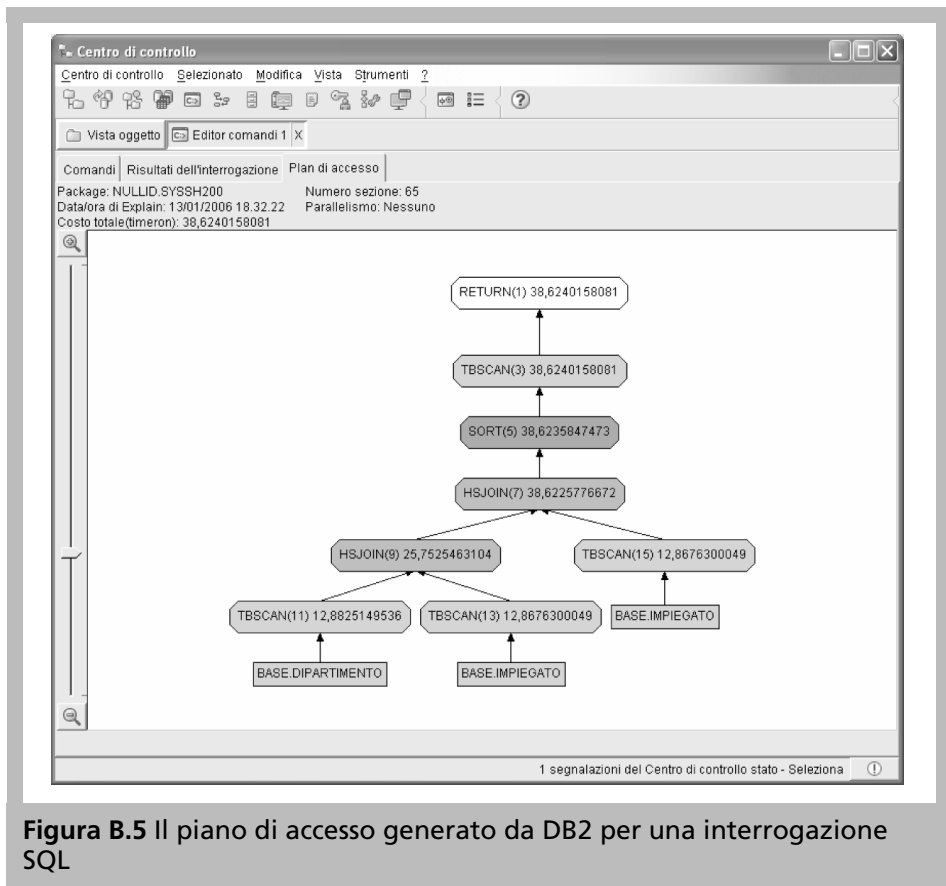 Centro di controllo
Centro di controllo Selezionato Modifica Vista Strumenti ?
Vista oggetto Editor comandi 1 X
Comandi Risultati dell'interrogazione Plan di accesso
Package: NULLID.SYSSH200 Numero sezione: 65
Data/ora di Explain: 13/01/2006 18.32.22 Parallelismo: Nessuno
Costo totale(timeron): 38,6240158081
RETURN(1) 38,6240158081
TBSCAN(3) 38,6240158081
SORT(5) 38,6235847473
HSJOIN(7) 38,6225776672
HSJOIN(9) 25,7525463104 TBSCAN(15) 12,8676300049
TBSCAN(11) 12,8825149536 TBSCAN(13) 12,8676300049 BASE.IMPIEGATO
BASE.DIPARTIMENTO BASE.IMPIEGATO
1 segnalazioni del Centro di controllo stato - Seleziona
Figura B.5 Il piano di accesso generato da DB2 per una interrogazione
SQL